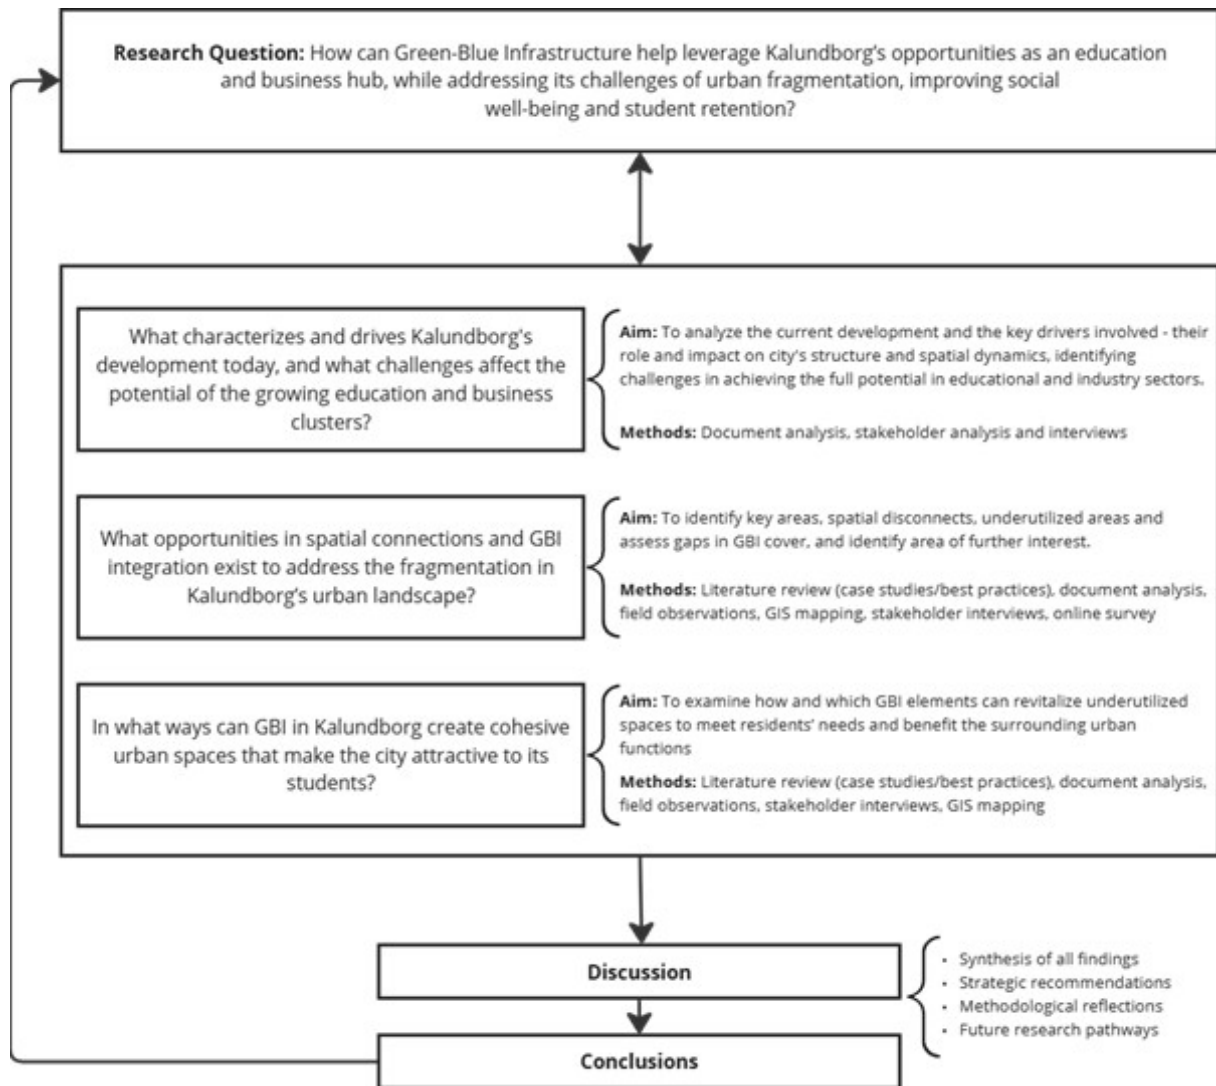 Research Question: How can Green-Blue Infrastructure help leverage Kalundborg's opportunities as an education
and business hub, while addressing its challenges of urban fragmentation, improving social
well-being and student retention?
What characterizes and drives Kalundborg's
development today, and what challenges affect the
potential of the growing education and business
clusters?
Aim: To analyze the current development and the key drivers involved - their
role and impact on city's structure and spatial dynamics, identifying
challenges in achieving the full potential in educational and industry sectors.
Methods: Document analysis, stakeholder analysis and interviews
What opportunities in spatial connections and GBI
integration exist to address the fragmentation in
Kalundborg's urban landscape?
Aim: To identify key areas, spatial disconnects, underutilized areas and
assess gaps in GBI cover, and identify area of further interest.
Methods: Literature review (case studies/best practices), document analysis,
field observations, GIS mapping, stakeholder interviews, online survey
In what ways can GBI in Kalundborg create cohesive
urban spaces that make the city attractive to its
students?
Aim: To examine how and which GBI elements can revitalize underutilized
spaces to meet residents' needs and benefit the surrounding urban
functions
Methods: Literature review (case studies/best practices), document analysis,
field observations, stakeholder interviews, GIS mapping
Discussion
• Synthesis of all findings
• Strategic recommendations
• Methodological reflections
• Future research pathways
Conclusions